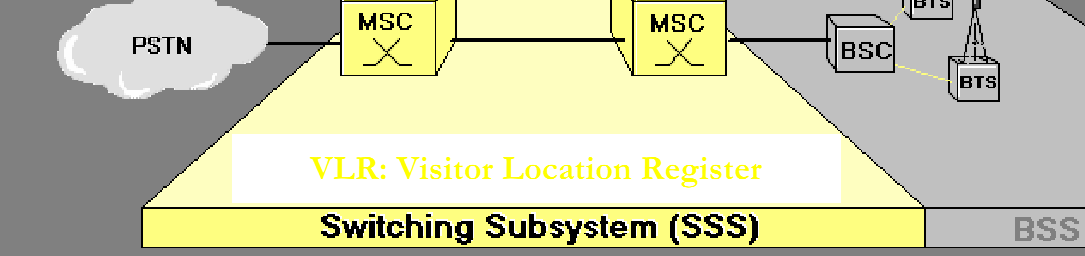 BTS
MSC
MSC
PSTN
BSC
BTS
VLR: Visitor Location Register
Switching Subsystem (SSS)
BSS